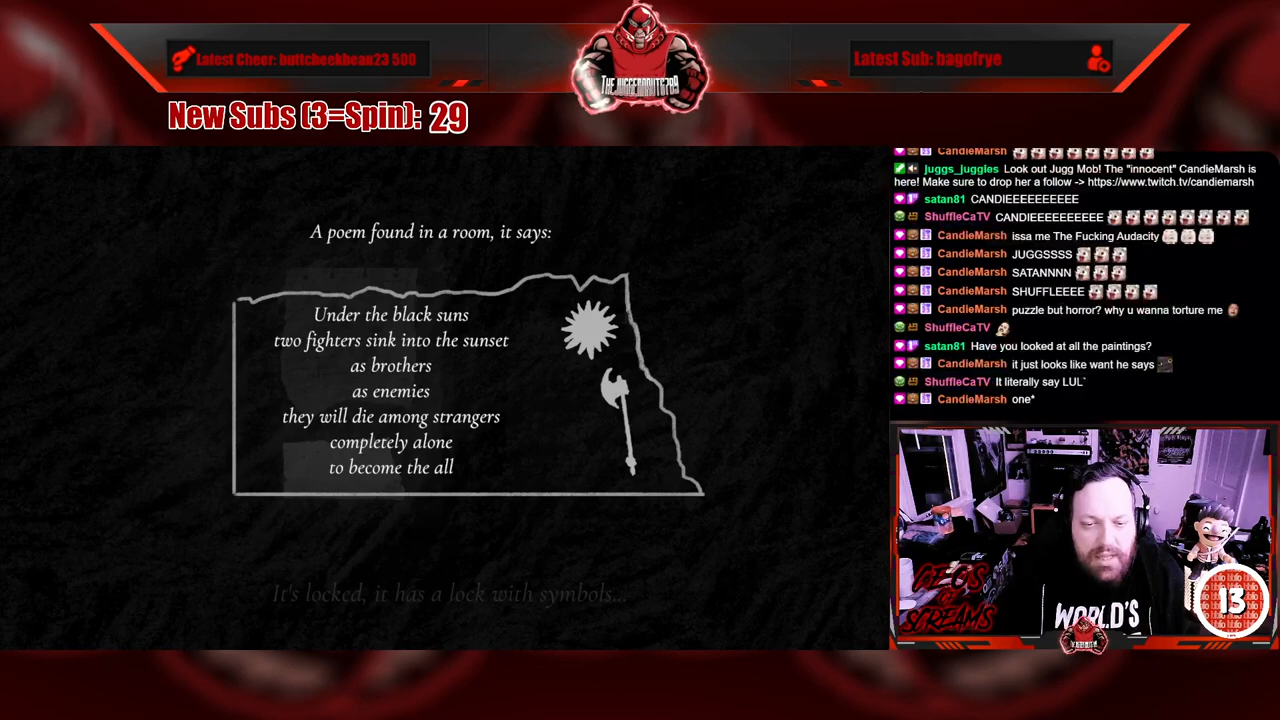 Latest Cheer: buttcheekbeau23 500
THEJUGGERNAUT6789
Latest Sub: bagofrye
New Subs (3=Spin): 29
A poem found in a room, it says:
Under the black suns
two fighters sink into the sunset
as brothers
as enemies
they will die among strangers
completely alone
to become the all
It's locked, it has a lock with symbols...
CandieMarsh
juggs_juggles Look out Jugg Mob! The "innocent" CandieMarsh is
here! Make sure to drop her a follow -> https://www.twitch.tv/candiemarsh
satan81 CANDIEEEEEEEEEE
ShuffleCaTV CANDIEEEEEEEEEE
CandieMarsh issa me The Fucking Audacity
CandieMarsh JUGGSSSS
CandieMarsh SATANNNN
CandieMarsh SHUFFLEEEE
CandieMarsh puzzle but horror? why u wanna torture me
ShuffleCaTV
satan81 Have you looked at all the paintings?
CandieMarsh it just looks like want he says
ShuffleCaTV It literally say LUL`
CandieMarsh one*
WORLD'S
13